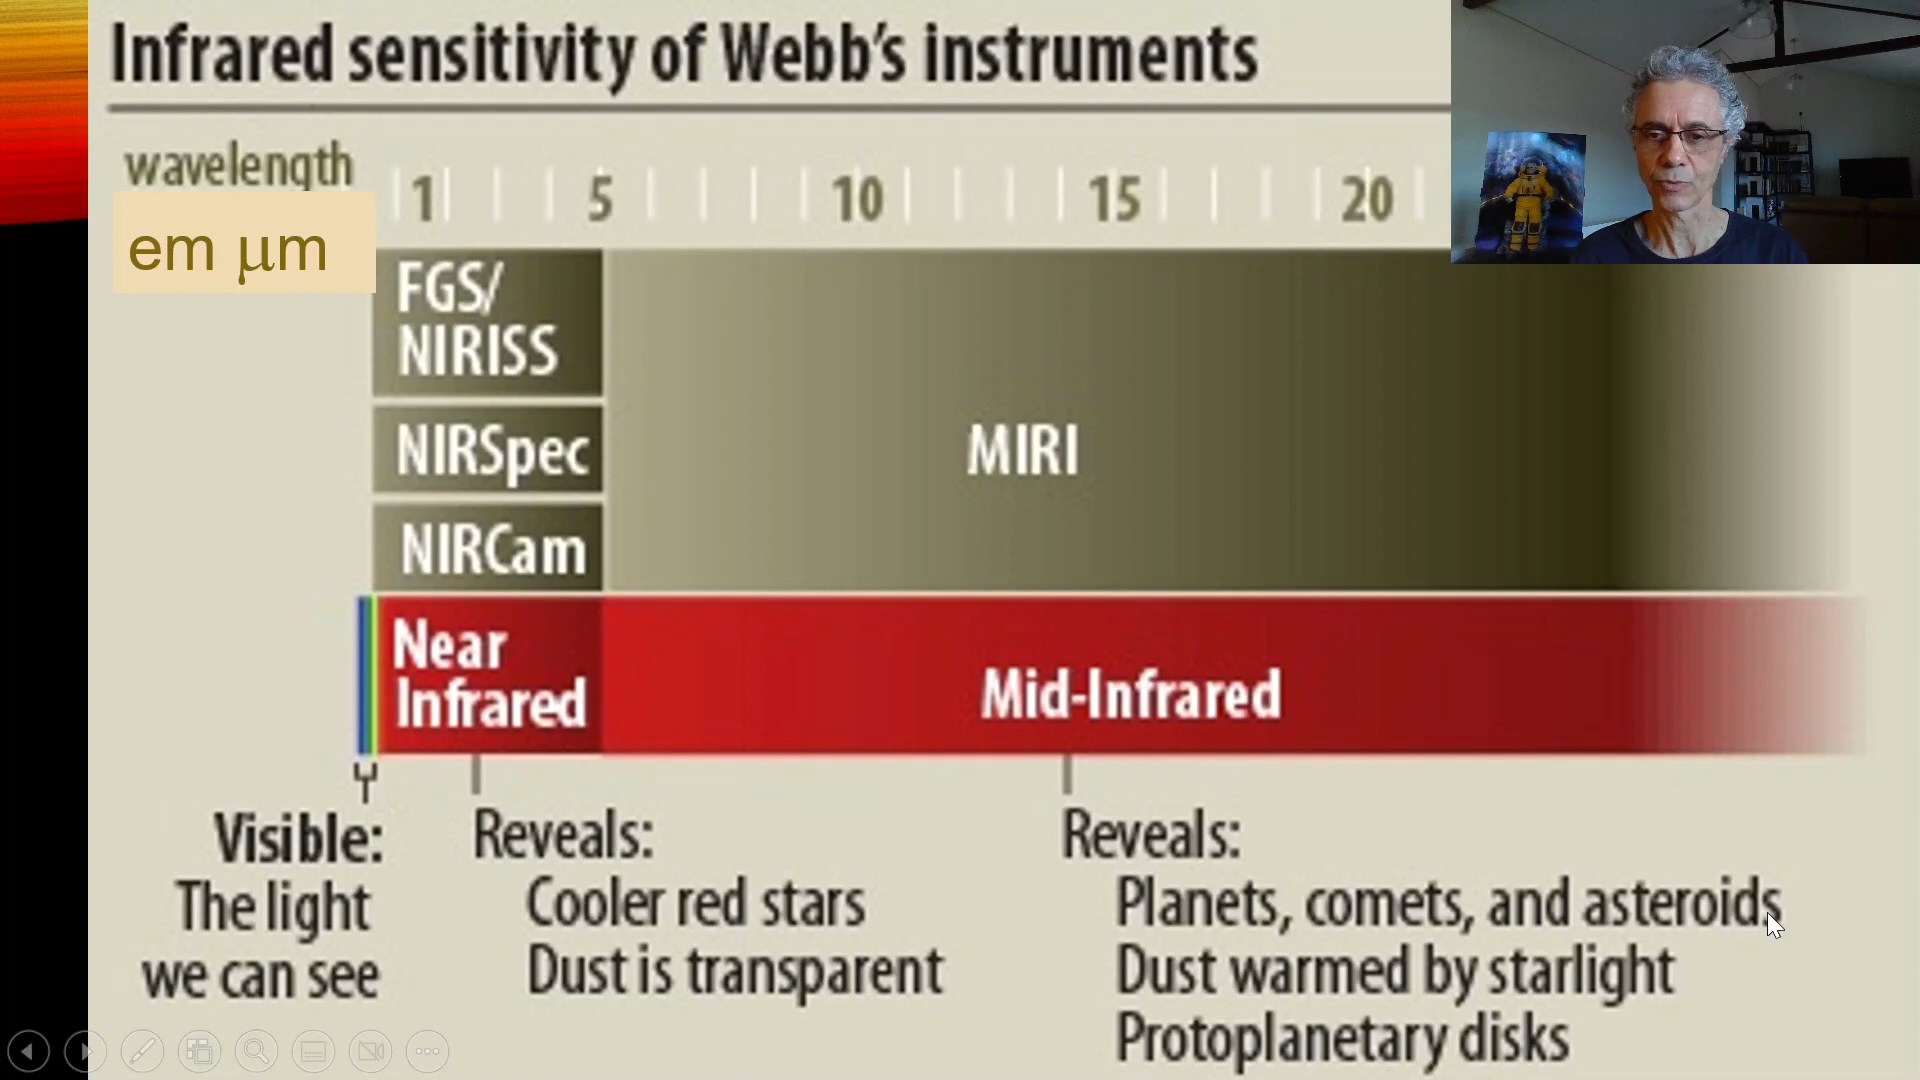 Infrared sensitivity of Webb's instruments
wavelength
em μm
1 5 10 15 20
FGS/
NIRISS
NIRSpec
NIRCam
MIRI
Near
Infrared
Mid-Infrared
Visible:
The light
we can see
Reveals:
Cooler red stars
Dust is transparent
Reveals:
Planets, comets, and asteroids
Dust warmed by starlight
Protoplanetary disks